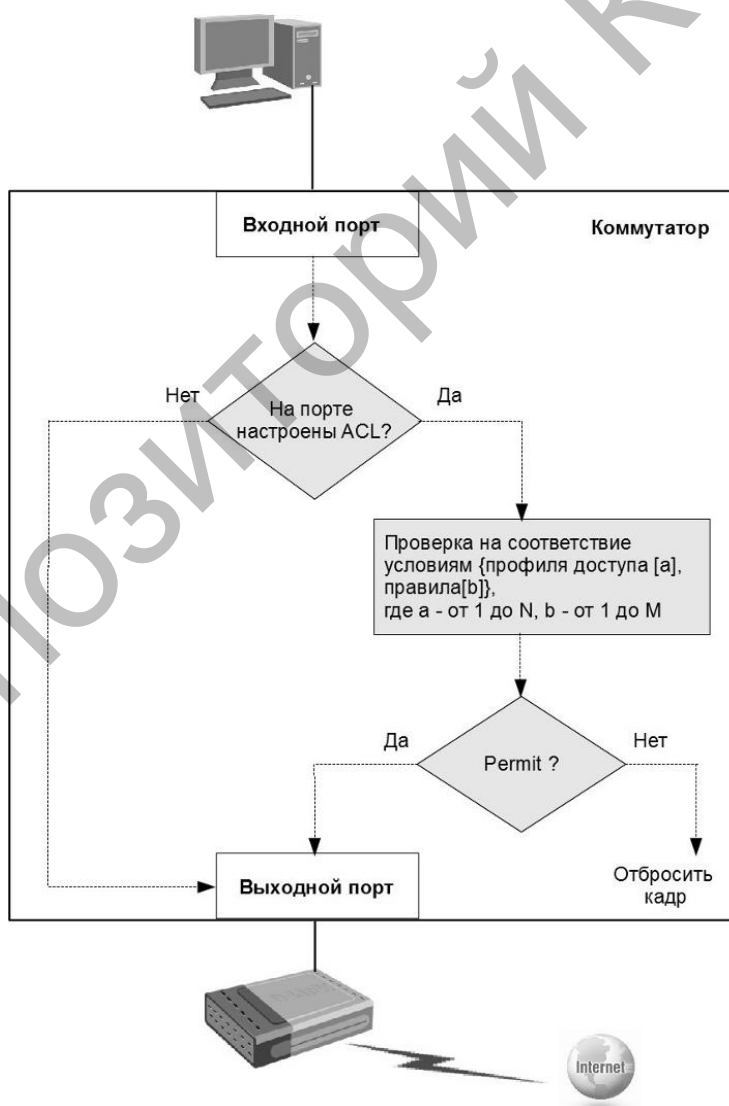 Входной порт
Коммутатор
Нет
Да
На порте
настроены ACL?
Проверка на соответствие
условиям {профиля доступа [a],
правила[b]},
где a - от 1 до N, b - от 1 до M
Да
Нет
Permit ?
Выходной порт
Отбросить
кадр
Internet
позиторий К